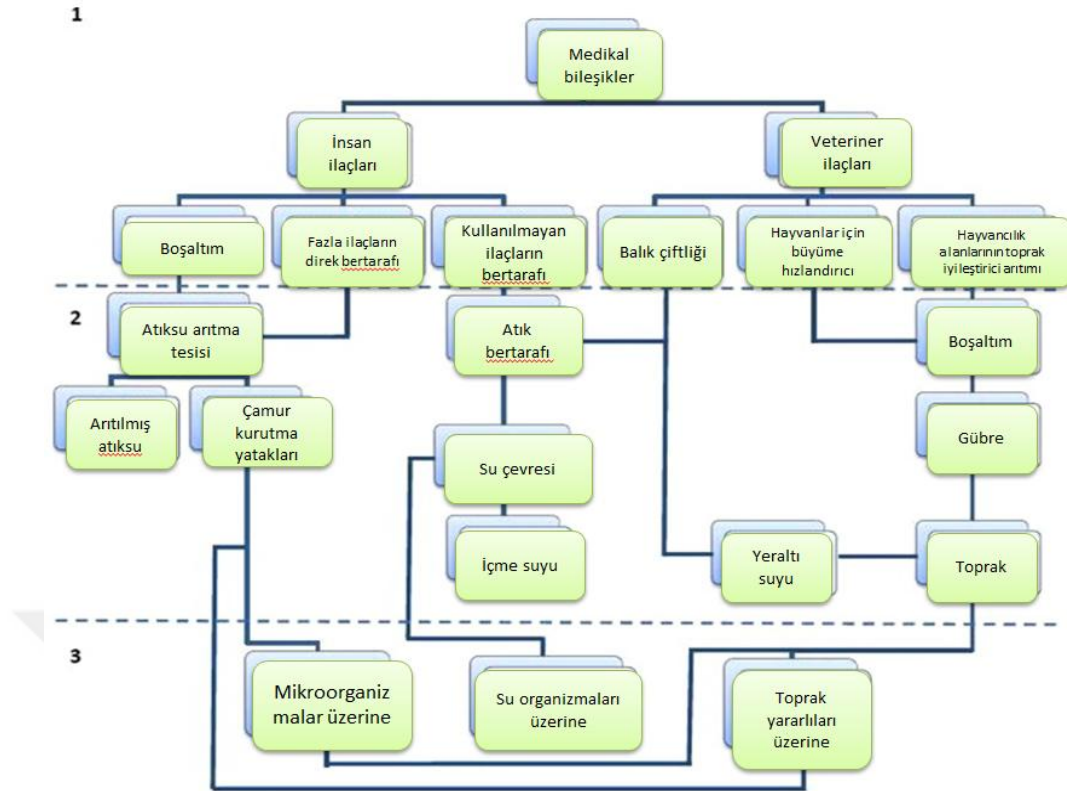 1
Medikal
bileşikler
İnsan
ilaçları
Veteriner
ilaçları
Boşaltım
Fazla ilaçların
direk bertarafı
Kullanılmayan
ilaçların
bertarafı
Balık çiftliği
Hayvanlar için
büyüme
hızlandırıcı
Hayvancılık
alanlarının toprak
iyileştirici arıtımı
2
Atıksu arıtma
tesisi
Atık
bertarafı
Boşaltım
Arıtılmış
atıksu
Çamur
kurutma
yatakları
Su çevresi
Gübre
İçme suyu
Yeraltı
suyu
Toprak
3
Mikroorganiz
malar üzerine
Su organizmaları
üzerine
Toprak
yararlıları
üzerine